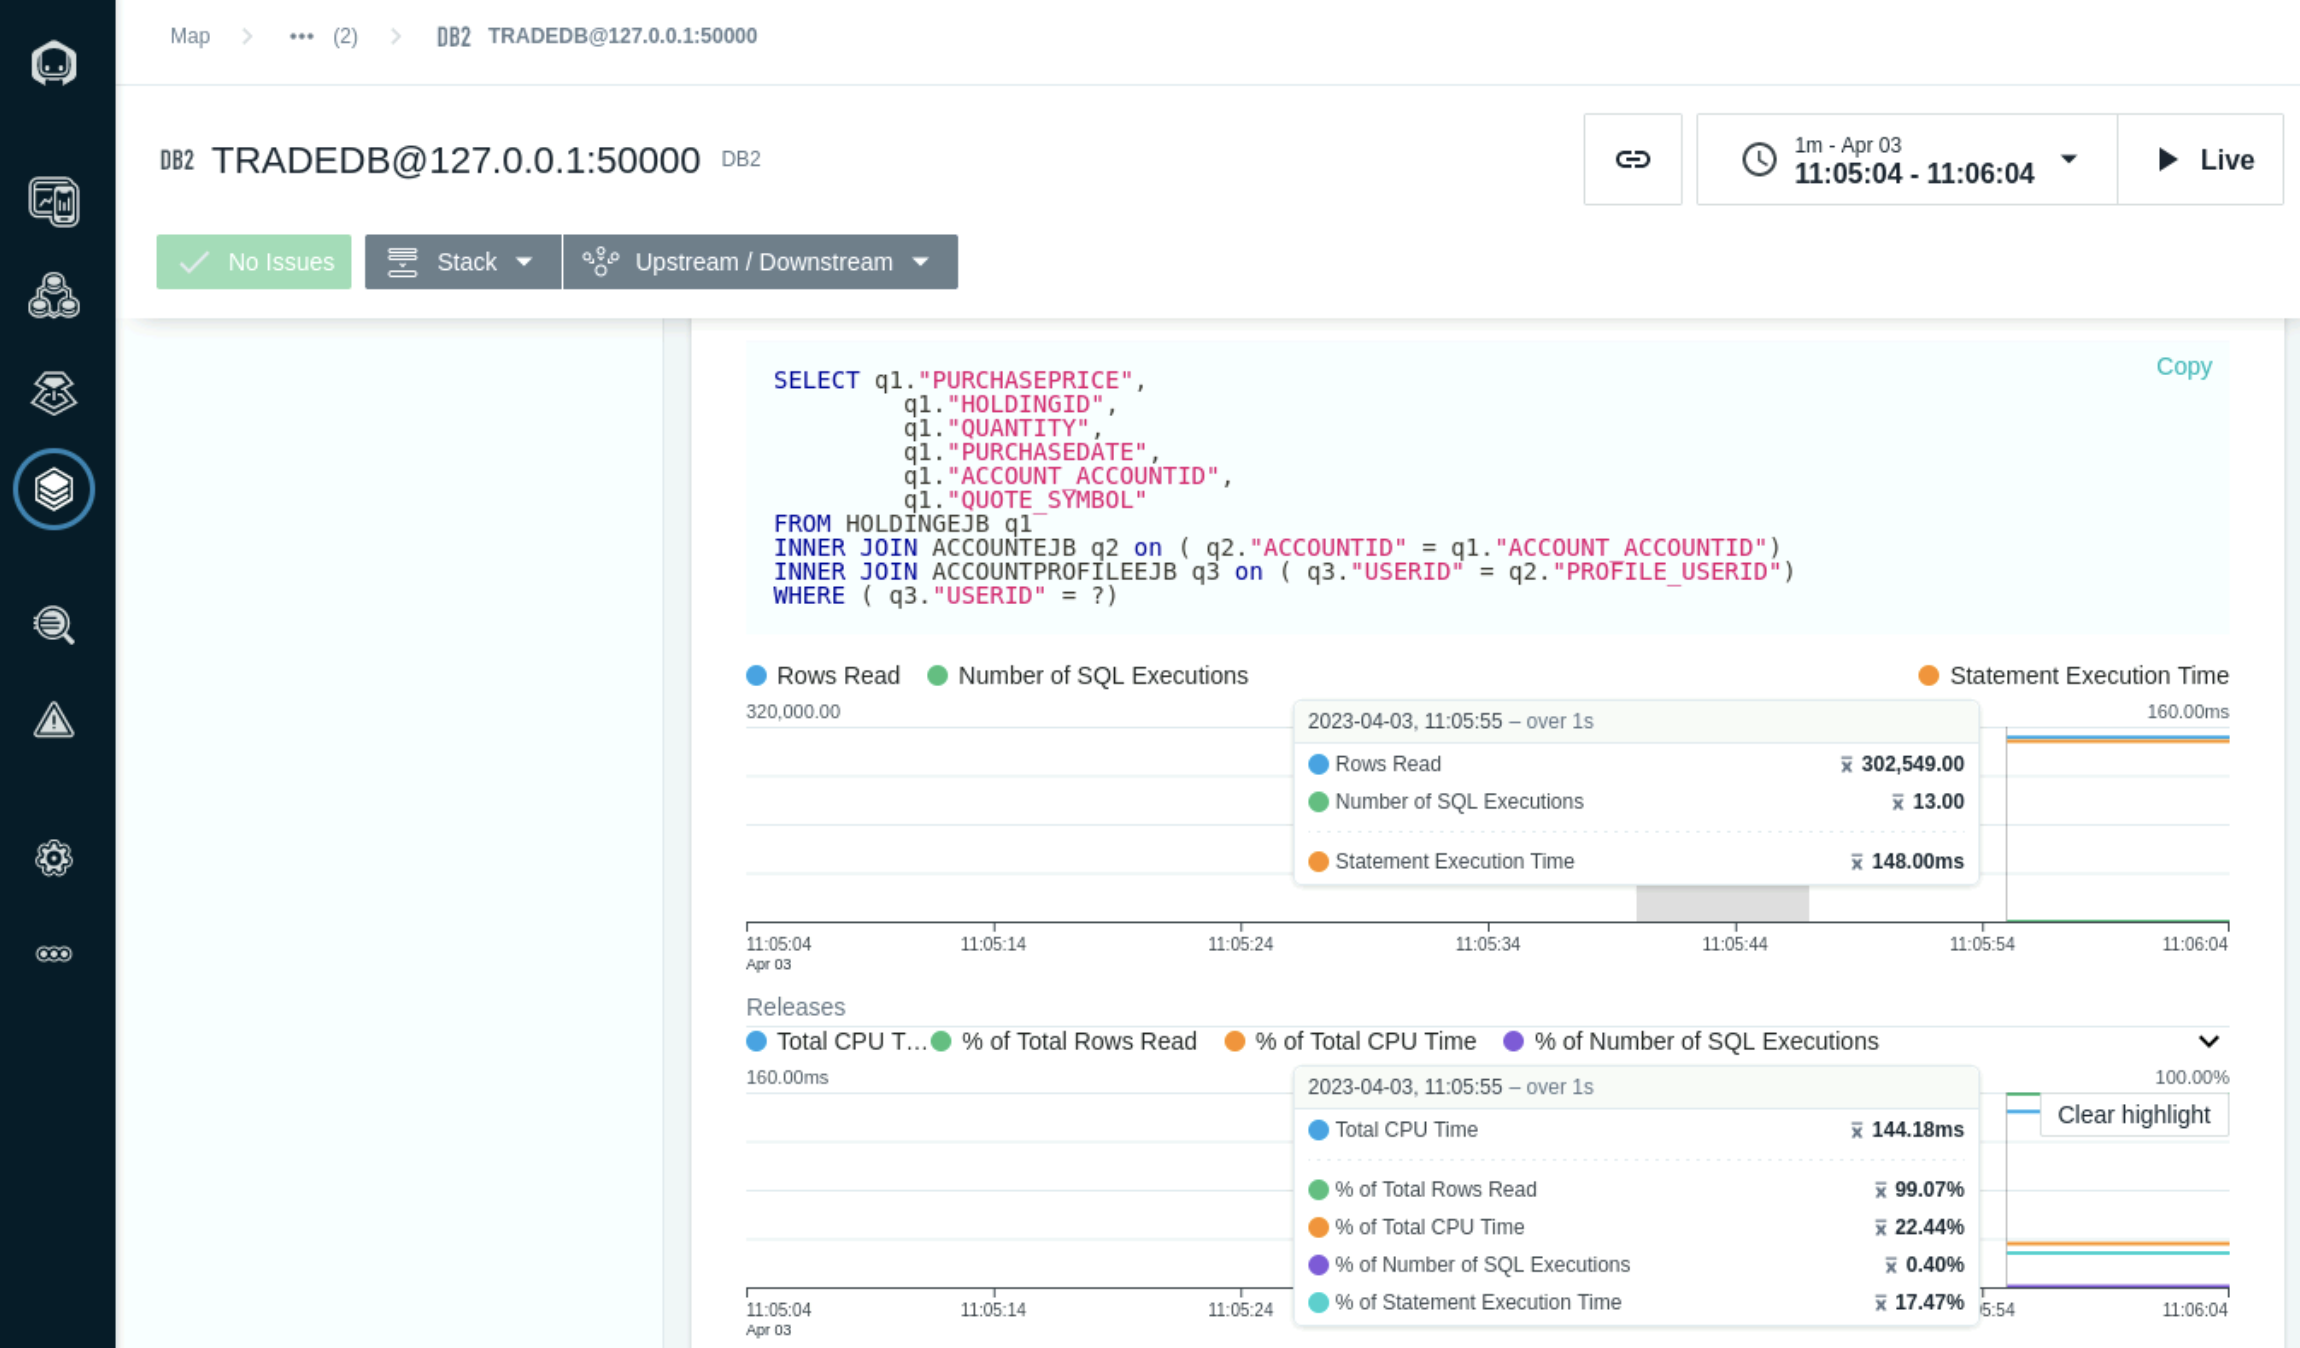 Map > ··· (2) > DB2 TRADEDB@127.0.0.1:50000
DB2 TRADEDB@127.0.0.1:50000 DB2
1m - Apr 03
11:05:04 - 11:06:04
Live
No Issues
Stack
Upstream / Downstream
Copy
SELECT q1."PURCHASEPRICE",
q1."HOLDINGID",
q1."QUANTITY",
q1."PURCHASEDATE",
q1."ACCOUNT_ACCOUNTID",
q1."QUOTE_SYMBOL"
FROM HOLDINGEJB q1
INNER JOIN ACCOUNTEJB q2 on ( q2."ACCOUNTID" = q1."ACCOUNT_ACCOUNTID")
INNER JOIN ACCOUNTPROFILEEJB q3 on ( q3."USERID" = q2."PROFILE_USERID")
WHERE ( q3."USERID" = ?)
Rows Read Number of SQL Executions Statement Execution Time
320,000.00 160.00ms
2023-04-03, 11:05:55 – over 1s
Rows Read x̅ 302,549.00
Number of SQL Executions x̅ 13.00
Statement Execution Time x̅ 148.00ms
11:05:04 11:05:14 11:05:24 11:05:34 11:05:44 11:05:54 11:06:04
Apr 03
Releases
Total CPU T... % of Total Rows Read % of Total CPU Time % of Number of SQL Executions
160.00ms 100.00%
2023-04-03, 11:05:55 – over 1s
Clear highlight
Total CPU Time x̅ 144.18ms
% of Total Rows Read x̅ 99.07%
% of Total CPU Time x̅ 22.44%
% of Number of SQL Executions x̅ 0.40%
% of Statement Execution Time x̅ 17.47%
11:05:04 11:05:14 11:05:24 5:54 11:06:04
Apr 03